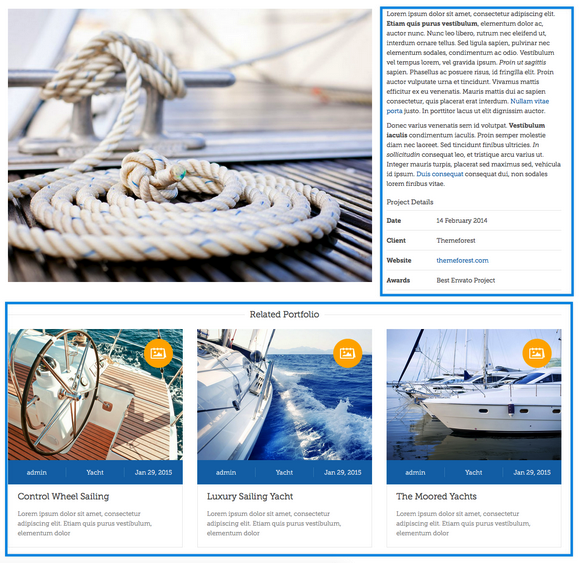 Lorem ipsum dolor sit amet, consectetur adipiscing elit.
Etiam quis purus vestibulum, elementum dolor ac,
auctor nunc. Nunc leo libero, rutrum nec eleifend ut,
interdum ornare tellus. Sed ligula sapien, pulvinar nec
elementum sodales, condimentum ac odio. Vestibulum
vel tempus lorem, vel gravida ipsum. Proin ut sagittis
sapien. Phasellus ac posuere risus, id fringilla elit. Proin
auctor vulputate urna et tincidunt. Vivamus mattis
efficitur ex eu venenatis. Mauris mattis dui ac lacus
consectetur, quis placerat erat interdum. Nullam vitae
porta justo. In porttitor lacus ut elit dignissim auctor.
Donec varius venenatis sem id volutpat. Vestibulum
iaculis condimentum iaculis. Proin semper molestie
diam nec laoreet. Sed tincidunt finibus ultricies. In
sollicitudin consequat leo, et tristique arcu varius ut.
Integer mauris turpis, placerat sed maximus sed, vehicula
id ipsum. Duis consequat consequat dui, non sodales
lorem finibus vitae.
Project Details
Date 14 February 2014
Client Themeforest
Website themeforest.com
Awards Best Envato Project
Related Portfolio
admin Yacht Jan 29, 2015
admin Yacht Jan 29, 2015
admin Yacht Jan 29, 2015
Control Wheel Sailing
Lorem ipsum dolor sit amet, consectetur
adipiscing elit. Etiam quis purus vestibulum,
elementum dolor
Luxury Sailing Yacht
Lorem ipsum dolor sit amet, consectetur
adipiscing elit. Etiam quis purus vestibulum,
elementum dolor
The Moored Yachts
Lorem ipsum dolor sit amet, consectetur
adipiscing elit. Etiam quis purus vestibulum,
elementum dolor